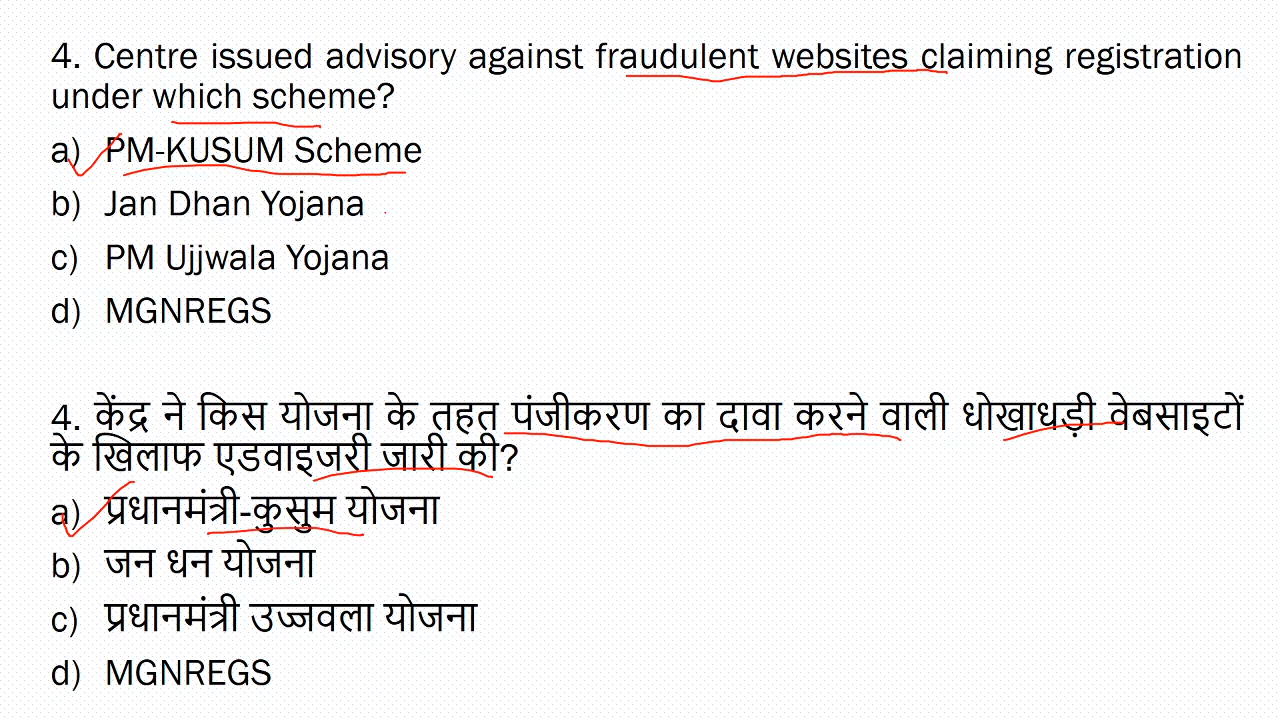 4. Centre issued advisory against fraudulent websites claiming registration
under which scheme?
a) PM-KUSUM Scheme
b) Jan Dhan Yojana
c) PM Ujjwala Yojana
d) MGNREGS
4. केंद्र ने किस योजना के तहत पंजीकरण का दावा करने वाली धोखाधड़ी वेबसाइटों
के खिलाफ एडवाइजरी जारी की?
a) प्रधानमंत्री-कुसुम योजना
b) जन धन योजना
c) प्रधानमंत्री उज्जवला योजना
d) MGNREGS